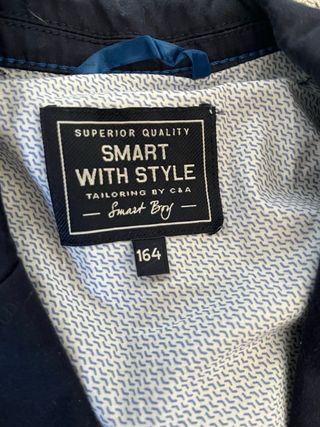 SUPERIOR QUALITY
SMART
WITH STYLE
TAILORING BY C&A
Smart Boy
164